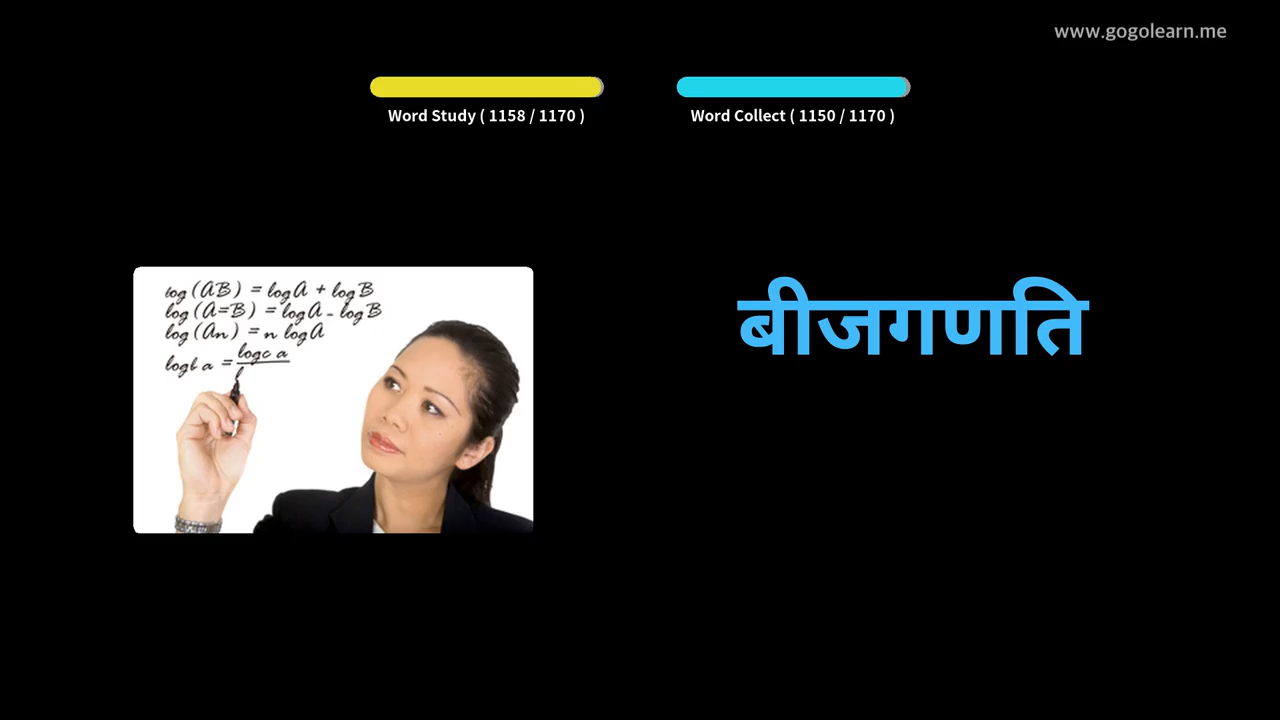 www.gogolearn.me
Word Study ( 1158 / 1170 )
Word Collect ( 1150 / 1170 )
log (AB) = log A + log B
log (A=B) = log A - log B
log (An) = n log A
logb a = logc a
बीजगणति